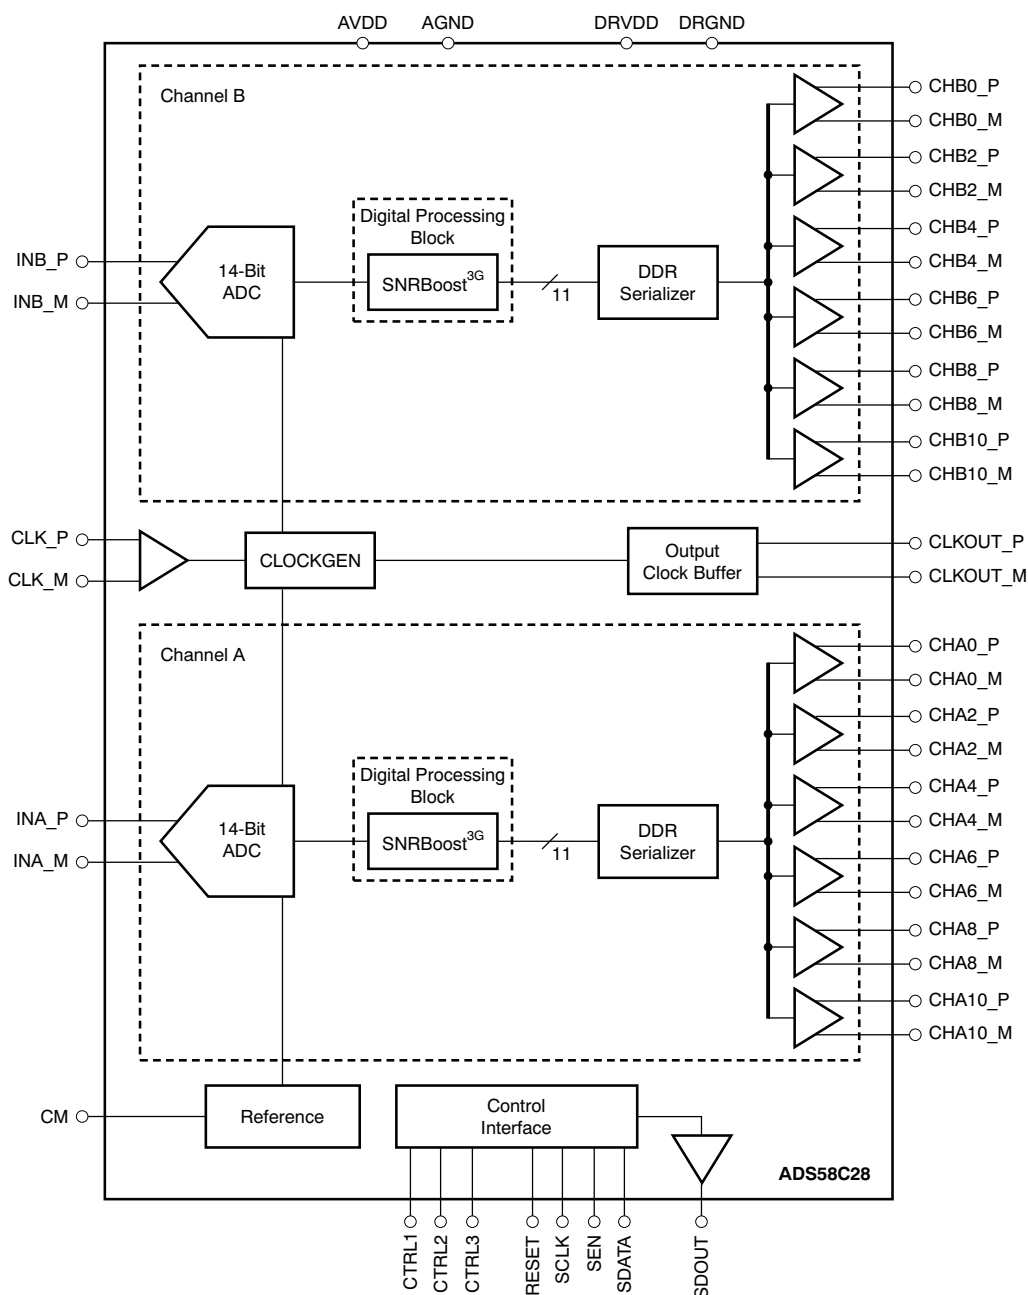 AVDD AGND DRVDD DRGND
Channel B
CHB0_P
CHB0_M
CHB2_P
CHB2_M
Digital Processing
Block
CHB4_P
INB_P
14-Bit
ADC
SNRBoost3G
11
DDR
Serializer
CHB4_M
INB_M
CHB6_P
CHB6_M
CHB8_P
CHB8_M
CHB10_P
CHB10_M
CLK_P
CLK_M
CLOCKGEN
Output
Clock Buffer
CLKOUT_P
CLKOUT_M
Channel A
CHA0_P
CHA0_M
CHA2_P
CHA2_M
Digital Processing
Block
CHA4_P
INA_P
14-Bit
ADC
SNRBoost3G
11
DDR
Serializer
CHA4_M
INA_M
CHA6_P
CHA6_M
CHA8_P
CHA8_M
CHA10_P
CHA10_M
CM
Reference
Control
Interface
ADS58C28
CTRL1
CTRL2
CTRL3
RESET
SCLK
SEN
SDATA
SDOUT